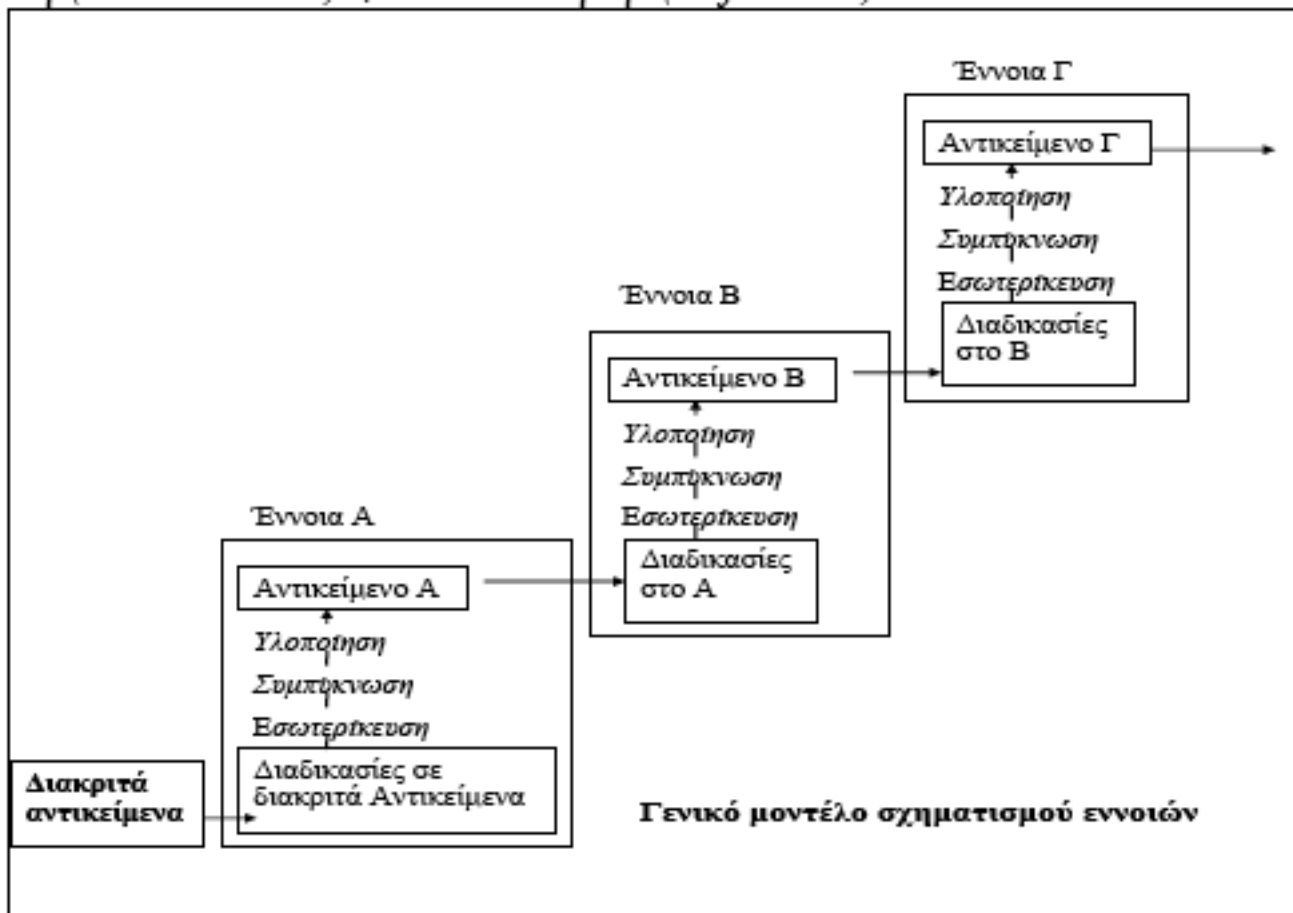 Έννοια Γ
Αντικείμενο Γ
Υλοποίηση
Συμπύκνωση
Εσωτερίκευση
Διαδικασίες
στο Β
Έννοια Β
Αντικείμενο Β
Υλοποίηση
Συμπύκνωση
Εσωτερίκευση
Διαδικασίες
στο Α
Έννοια Α
Αντικείμενο Α
Υλοποίηση
Συμπύκνωση
Εσωτερίκευση
Διαδικασίες σε
διακριτά Αντικείμενα
Διακριτά
αντικείμενα
Γενικό μοντέλο σχηματισμού εννοιών